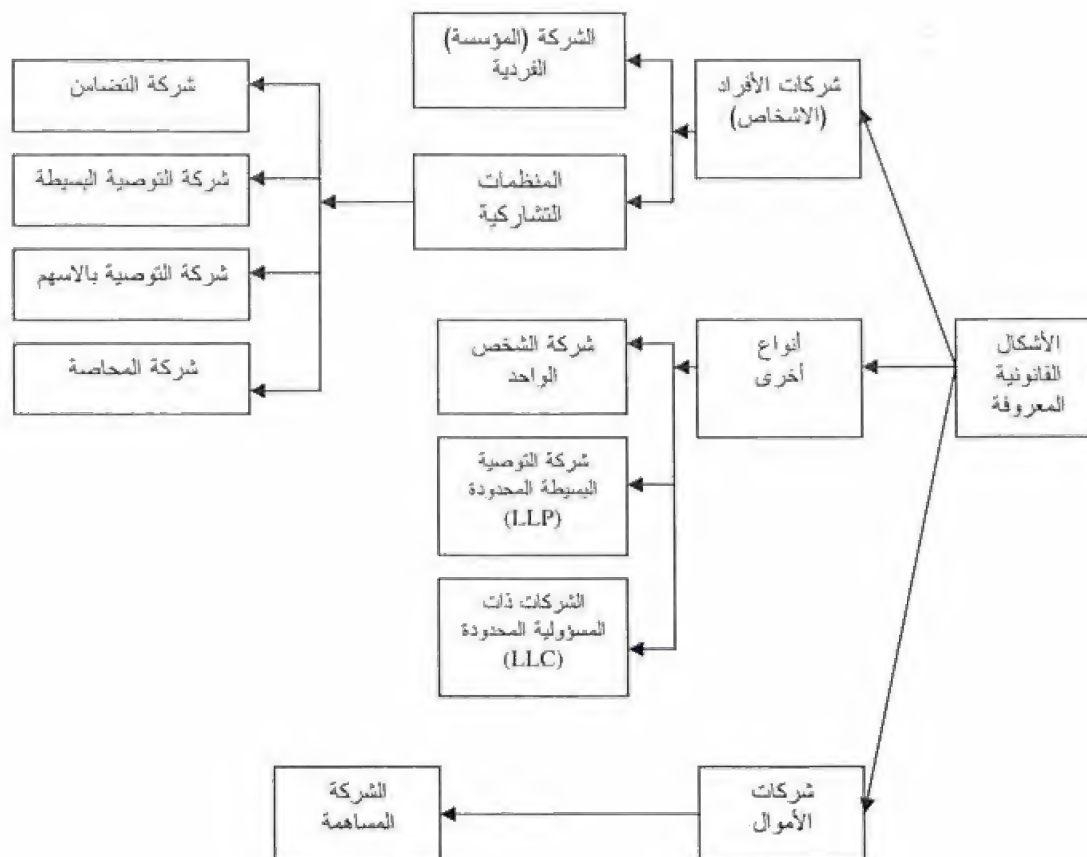 الأشكال
القانونية
المعروفة
شركات الأفراد
(الاشخاص)
الشركة (المؤسسة)
الفردية
المنظمات
التشاركية
شركة التضامن
شركة التوصية البسيطة
شركة التوصية بالاسهم
شركة المحاصة
أنواع
أخرى
شركة الشخص
الواحد
شركة التوصية
البسيطة المحدودة
(LLP)
الشركات ذات
المسؤولية المحدودة
(LLC)
شركات
الأموال
الشركة
المساهمة